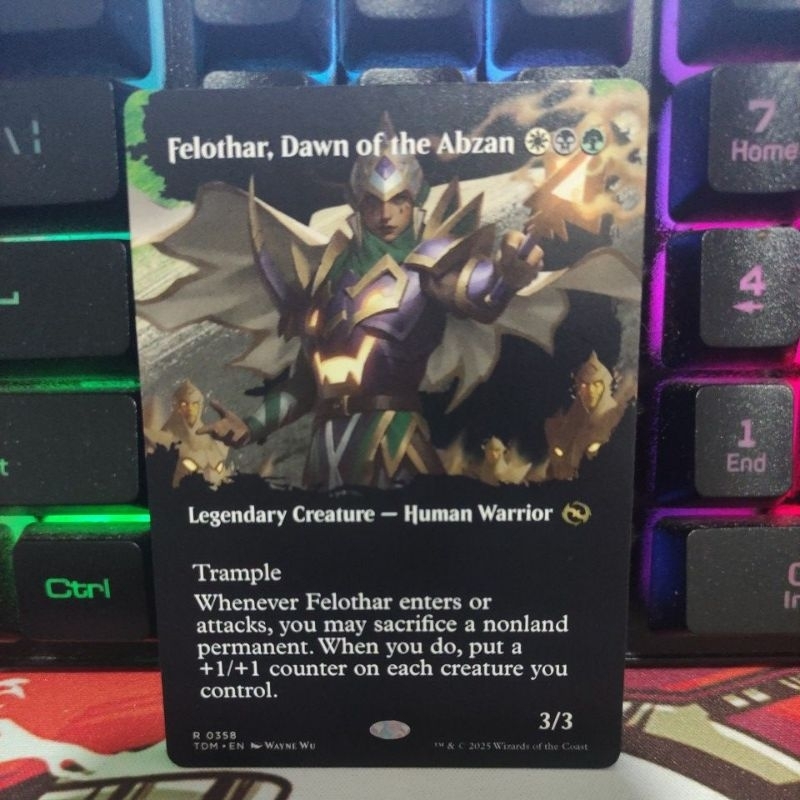 Felothar, Dawn of the Abzan
Legendary Creature — Human Warrior
Trample
Whenever Felothar enters or
attacks, you may sacrifice a nonland
permanent. When you do, put a
+1/+1 counter on each creature you
control.
3/3
R 0358
TDM • EN Wayne Wu
™ & © 2025 Wizards of the Coast
7
Home
4
1
End
Ctrl